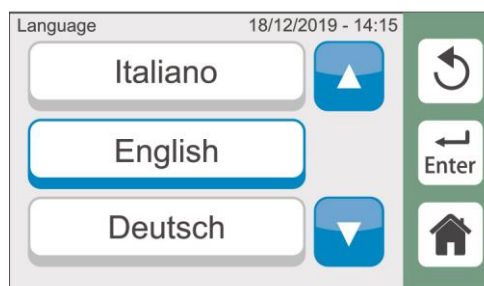 Language 18/12/2019 - 14:15
Italiano
English
Enter
Deutsch